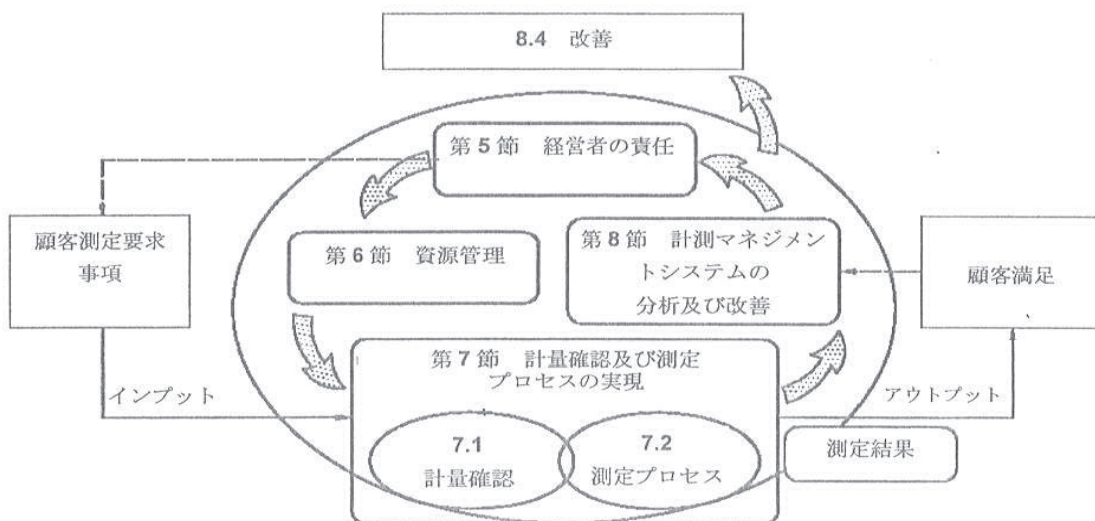 8.4 改善
第5節 経営者の責任
顧客測定要求
事項
第6節 資源管理
第8節 計測マネジメン
トシステムの
分析及び改善
顧客満足
第7節 計量確認及び測定
プロセスの実現
インプット
アウトプット
7.1
計量確認
7.2
測定プロセス
測定結果